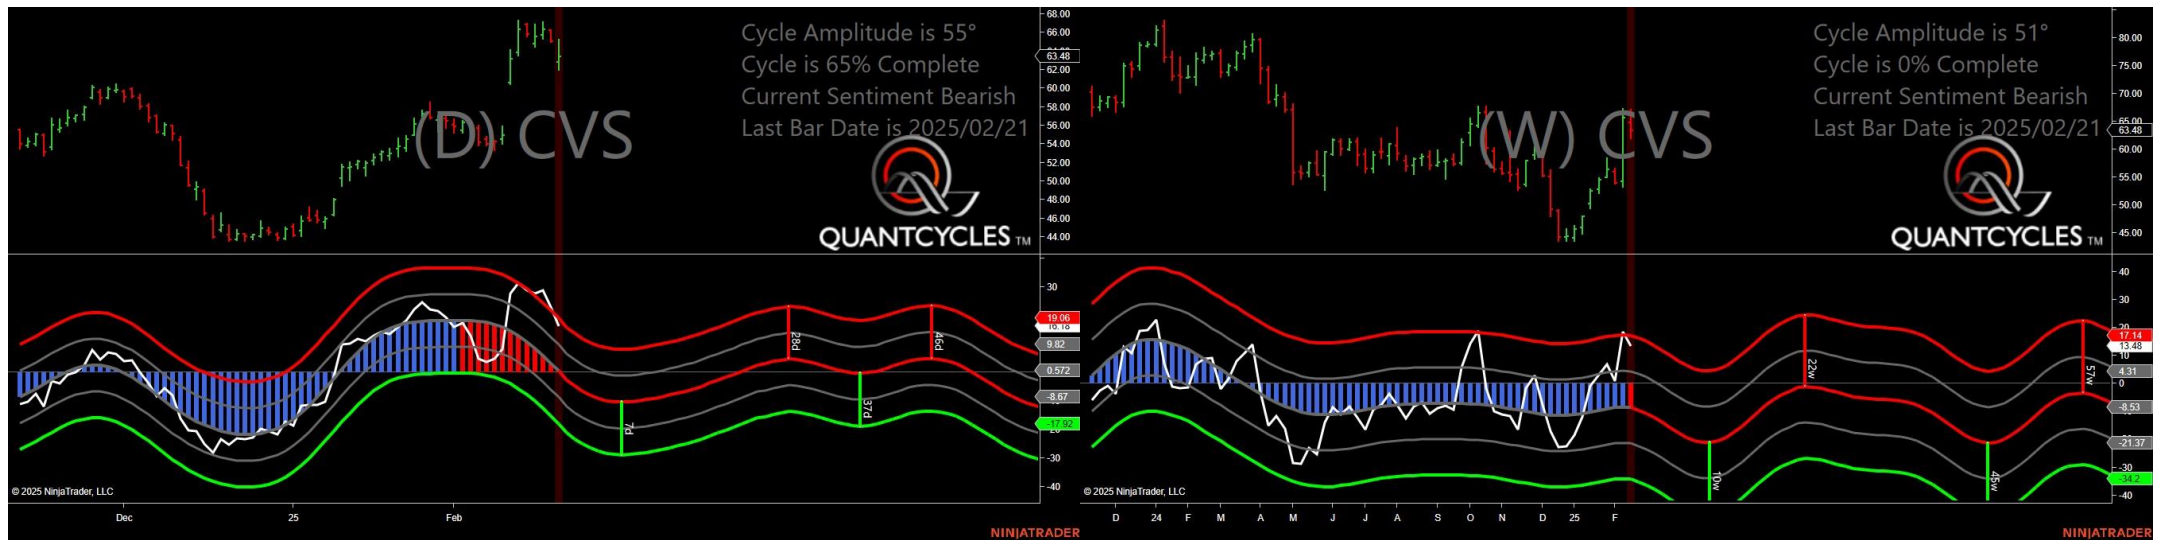 Cycle Amplitude is 55°
Cycle is 65% Complete
Current Sentiment Bearish
Last Bar Date is 2025/02/21
(D) CVS
QUANTCYCLES TM
68.00
66.00
63.48
62.00
60.00
58.00
56.00
54.00
52.00
50.00
48.00
46.00
44.00
30
19.06
16.18
9.82
0.572
-8.67
-17.92
-30
-40
7d
28d
37d
46d
© 2025 NinjaTrader, LLC
Dec
25
Feb
NINJATRADER
Cycle Amplitude is 51°
Cycle is 0% Complete
Current Sentiment Bearish
Last Bar Date is 2025/02/21
(W) CVS
QUANTCYCLES TM
80.00
75.00
70.00
65.00
63.48
60.00
55.00
50.00
45.00
40
30
17.14
13.48
10
4.31
0
-8.53
-21.37
-30
-34.2
-40
10w
22w
45w
57w
© 2025 NinjaTrader, LLC
D 24 F M A M J J A S O N D 25 F
NINJATRADER